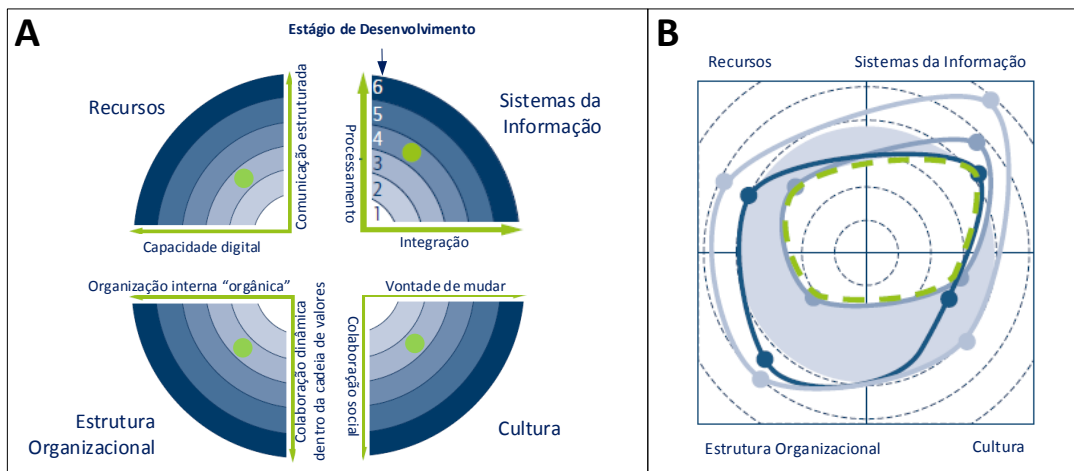 A
Estágio de Desenvolvimento
Recursos
Comunicação estruturada
Capacidade digital
6
5
4
3
2
1
Processamento
Sistemas da
Informação
Integração
Organização interna “orgânica”
Colaboração dinâmica
dentro da cadeia de valores
Estrutura
Organizacional
Vontade de mudar
Colaboração social
Cultura
B
Recursos
Sistemas da Informação
Estrutura Organizacional
Cultura